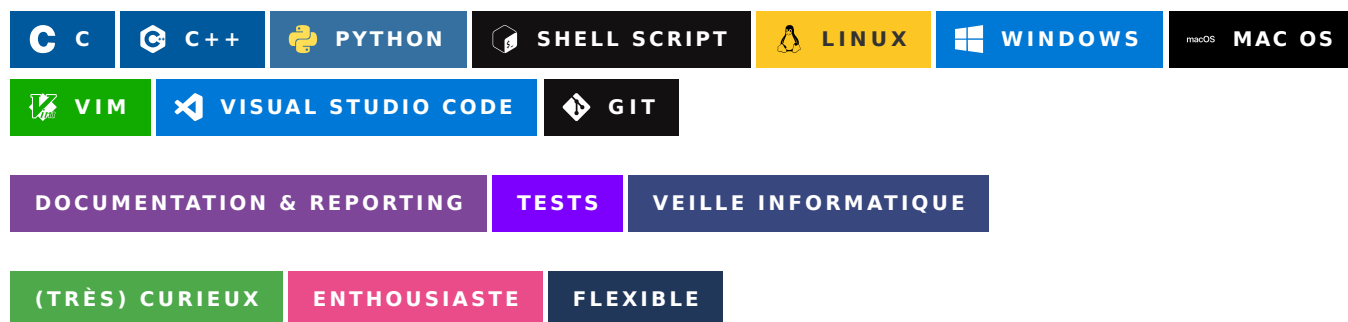 C C++ PYTHON SHELL SCRIPT LINUX WINDOWS macOS MAC OS
VIM VISUAL STUDIO CODE GIT
DOCUMENTATION & REPORTING TESTS VEILLE INFORMATIQUE
(TRÈS) CURIEUX ENTHOUSIASTE FLEXIBLE